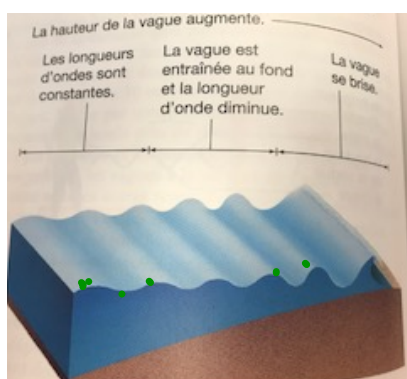 La hauteur de la vague augmente.
Les longueurs
d'ondes sont
constantes.
La vague est
entraînée au fond
et la longueur
d'onde diminue.
La vague
se brise.